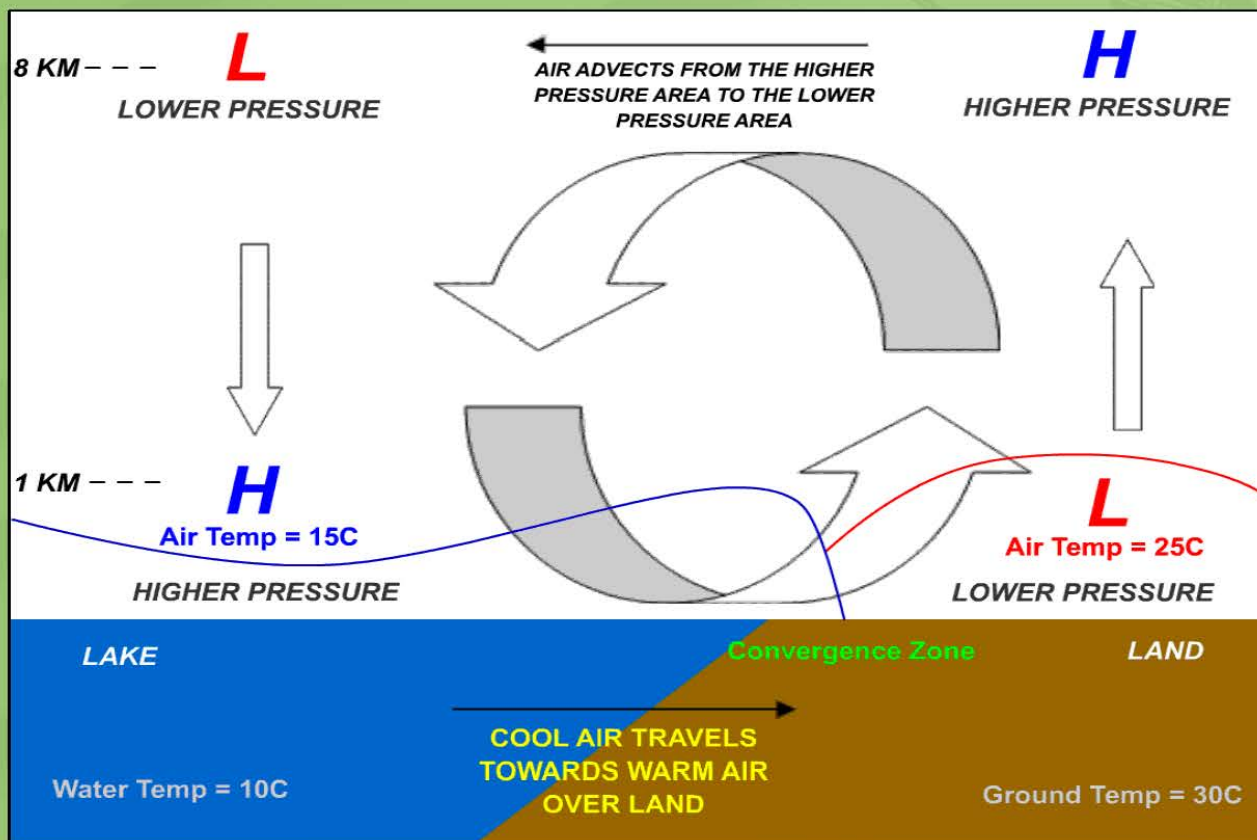 8 KM
L
LOWER PRESSURE
AIR ADVECTS FROM THE HIGHER
PRESSURE AREA TO THE LOWER
PRESSURE AREA
H
HIGHER PRESSURE
1 KM
H
Air Temp = 15C
HIGHER PRESSURE
L
Air Temp = 25C
LOWER PRESSURE
LAKE
Convergence Zone
LAND
COOL AIR TRAVELS
TOWARDS WARM AIR
OVER LAND
Water Temp = 10C
Ground Temp = 30C